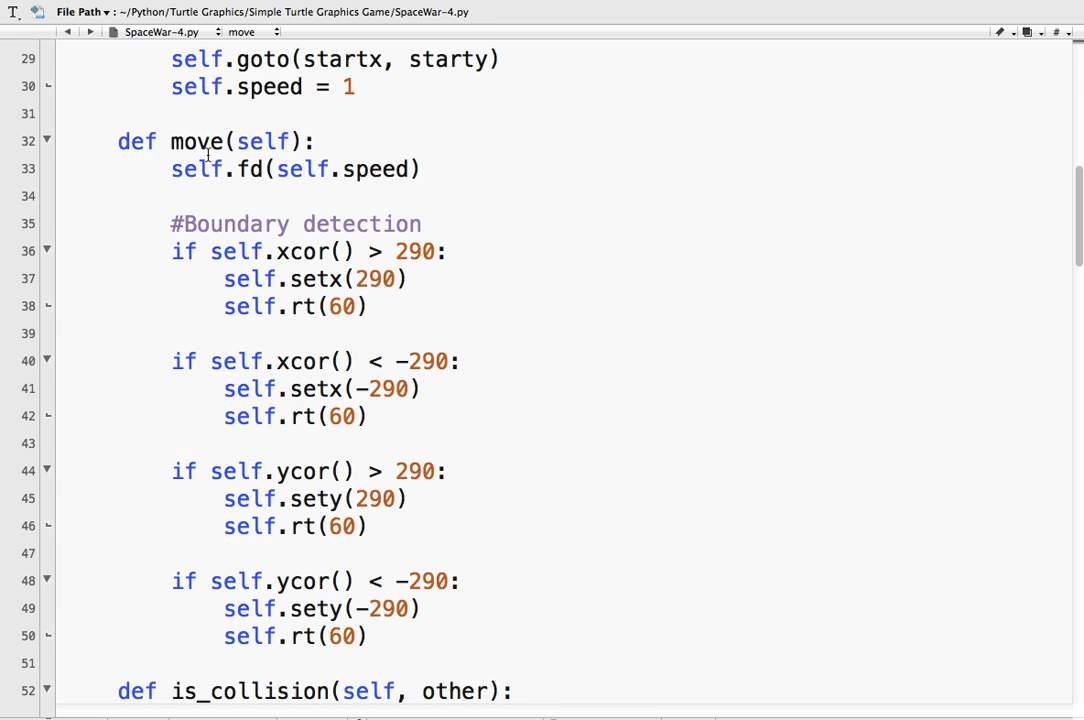 File Path ▾ : ~/Python/Turtle Graphics/Simple Turtle Graphics Game/SpaceWar-4.py
SpaceWar-4.py move #
29 self.goto(startx, starty)
30 self.speed = 1
31
32 def move(self):
33 self.fd(self.speed)
34
35 #Boundary detection
36 if self.xcor() > 290:
37 self.setx(290)
38 self.rt(60)
39
40 if self.xcor() < -290:
41 self.setx(-290)
42 self.rt(60)
43
44 if self.ycor() > 290:
45 self.sety(290)
46 self.rt(60)
47
48 if self.ycor() < -290:
49 self.sety(-290)
50 self.rt(60)
51
52 def is_collision(self, other):